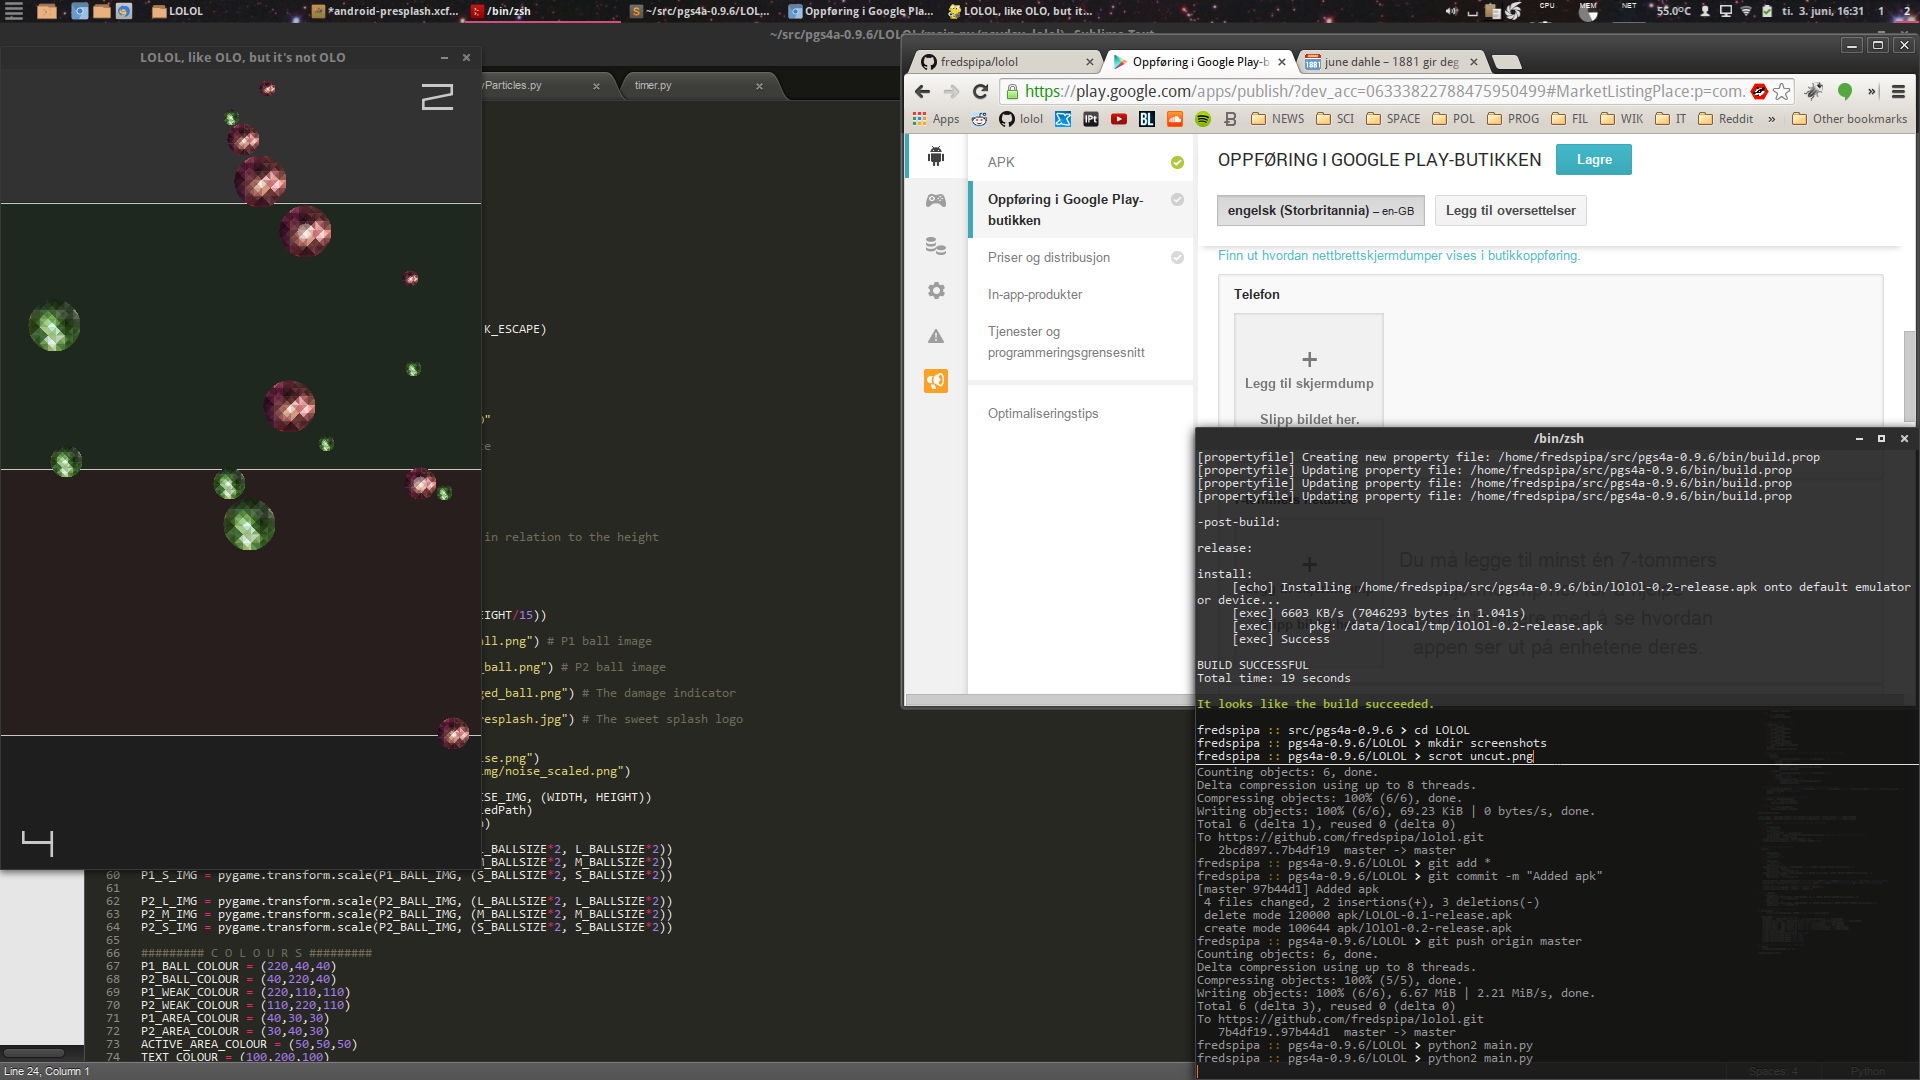 LOLOL
*android-presplash.xcf...
/bin/zsh
~/src/pgs4a-0.9.6/LOL...
Oppføring i Google Pla...
LOLOL, like OLO, but it'...
CPU
MEM
NET
55.0°C
ti. 3. juni, 16:31
1
2
LOLOL, like OLO, but it's not OLO
2
4
Particles.py
timer.py
K_ESCAPE)
in relation to the height
EIGHT/15))
all.png") # P1 ball image
_ball.png") # P2 ball image
ged_ball.png") # The damage indicator
resplash.jpg") # The sweet splash logo
ise.png")
img/noise_scaled.png")
ISE_IMG, (WIDTH, HEIGHT))
edPath)
_BALLSIZE*2, L_BALLSIZE*2))
_BALLSIZE*2, M_BALLSIZE*2))
60 P1_S_IMG = pygame.transform.scale(P1_BALL_IMG, (S_BALLSIZE*2, S_BALLSIZE*2))
61
62 P2_L_IMG = pygame.transform.scale(P2_BALL_IMG, (L_BALLSIZE*2, L_BALLSIZE*2))
63 P2_M_IMG = pygame.transform.scale(P2_BALL_IMG, (M_BALLSIZE*2, M_BALLSIZE*2))
64 P2_S_IMG = pygame.transform.scale(P2_BALL_IMG, (S_BALLSIZE*2, S_BALLSIZE*2))
65
66 ######### C O L O U R S #########
67 P1_BALL_COLOUR = (220,40,40)
68 P2_BALL_COLOUR = (40,220,40)
69 P1_WEAK_COLOUR = (220,110,110)
70 P2_WEAK_COLOUR = (110,220,110)
71 P1_AREA_COLOUR = (40,30,30)
72 P2_AREA_COLOUR = (30,40,30)
73 ACTIVE_AREA_COLOUR = (50,50,50)
74 TEXT_COLOUR = (100,200,100)
Line 24, Column 1
Spaces: 4
Python
fredspipa/lolol
Oppføring i Google Play-b
june dahle – 1881 gir deg
https://play.google.com/apps/publish/?dev_acc=06333822788475950499#MarketListingPlace:p=com.
Apps
lolol
NEWS
SCI
SPACE
POL
PROG
FIL
WIK
IT
Reddit
»
Other bookmarks
APK
Oppføring i Google Play-
butikken
Priser og distribusjon
In-app-produkter
Tjenester og
programmeringsgrensesnitt
Optimaliseringstips
OPPFØRING I GOOGLE PLAY-BUTIKKEN
Lagre
engelsk (Storbritannia) – en-GB
Legg til oversettelser
Finn ut hvordan nettbrettskjermdumper vises i butikkoppføring.
Telefon
+
Legg til skjermdump
Slipp bildet her.
/bin/zsh
[propertyfile] Creating new property file: /home/fredspipa/src/pgs4a-0.9.6/bin/build.prop
[propertyfile] Updating property file: /home/fredspipa/src/pgs4a-0.9.6/bin/build.prop
[propertyfile] Updating property file: /home/fredspipa/src/pgs4a-0.9.6/bin/build.prop
[propertyfile] Updating property file: /home/fredspipa/src/pgs4a-0.9.6/bin/build.prop
-post-build:
release:
Du må legge til minst én 7-tommers
install:
[echo] Installing /home/fredspipa/src/pgs4a-0.9.6/bin/lOlOl-0.2-release.apk onto default emulator
or device...
[exec] 6603 KB/s (7046293 bytes in 1.041s)
[exec] pkg: /data/local/tmp/lOlOl-0.2-release.apk
[exec] Success
med å se hvordan
appen ser ut på enhetene deres.
BUILD SUCCESSFUL
Total time: 19 seconds
It looks like the build succeeded.
fredspipa :: src/pgs4a-0.9.6 > cd LOLOL
fredspipa :: pgs4a-0.9.6/LOLOL > mkdir screenshots
fredspipa :: pgs4a-0.9.6/LOLOL > scrot uncut.png
Counting objects: 6, done.
Delta compression using up to 8 threads.
Compressing objects: 100% (6/6), done.
Writing objects: 100% (6/6), 69.23 KiB | 0 bytes/s, done.
Total 6 (delta 1), reused 0 (delta 0)
To https://github.com/fredspipa/lolol.git
2bcd897..7b4df19 master -> master
fredspipa :: pgs4a-0.9.6/LOLOL > git add *
fredspipa :: pgs4a-0.9.6/LOLOL > git commit -m "Added apk"
[master 97b44d1] Added apk
4 files changed, 2 insertions(+), 3 deletions(-)
delete mode 120000 apk/LOLOL-0.1-release.apk
create mode 100644 apk/lOlOl-0.2-release.apk
fredspipa :: pgs4a-0.9.6/LOLOL > git push origin master
Counting objects: 6, done.
Delta compression using up to 8 threads.
Compressing objects: 100% (5/5), done.
Writing objects: 100% (6/6), 6.67 MiB | 2.21 MiB/s, done.
Total 6 (delta 3), reused 0 (delta 0)
To https://github.com/fredspipa/lolol.git
7b4df19..97b44d1 master -> master
fredspipa :: pgs4a-0.9.6/LOLOL > python2 main.py
fredspipa :: pgs4a-0.9.6/LOLOL > python2 main.py